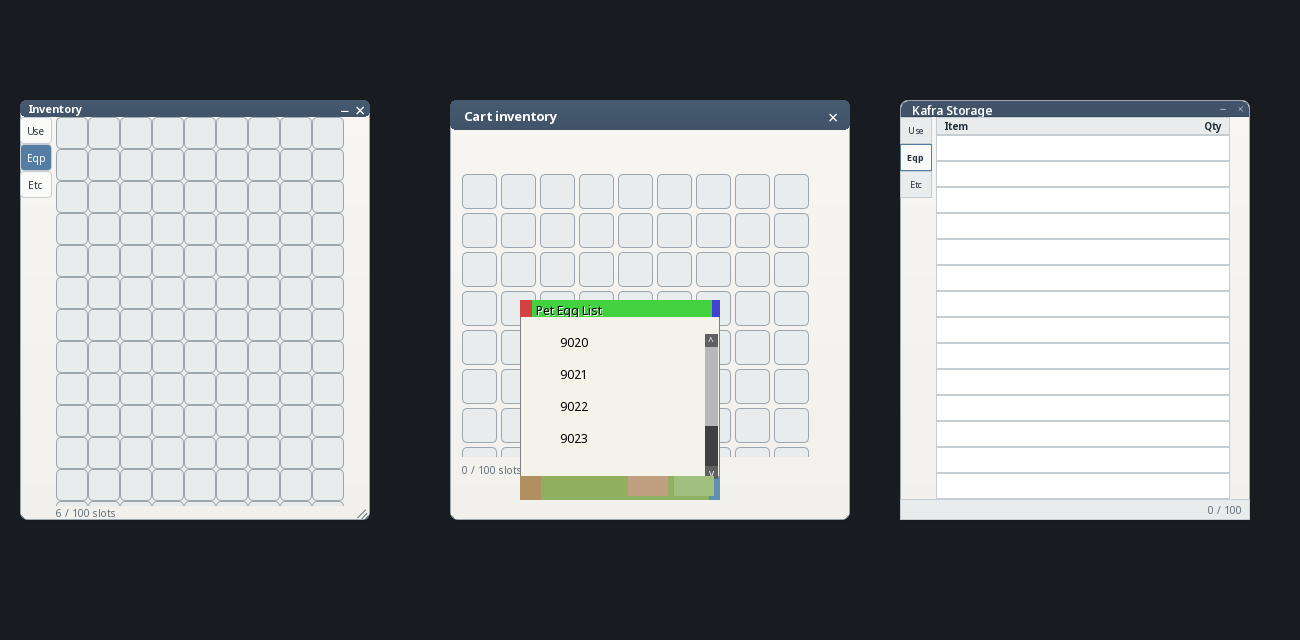 Inventory
Use
Eqp
Etc
6 / 100 slots
Cart inventory
0 / 100 slots
Pet Egg List
9020
9021
9022
9023
Kafra Storage
Use
Eqp
Etc
Item Qty
0 / 100